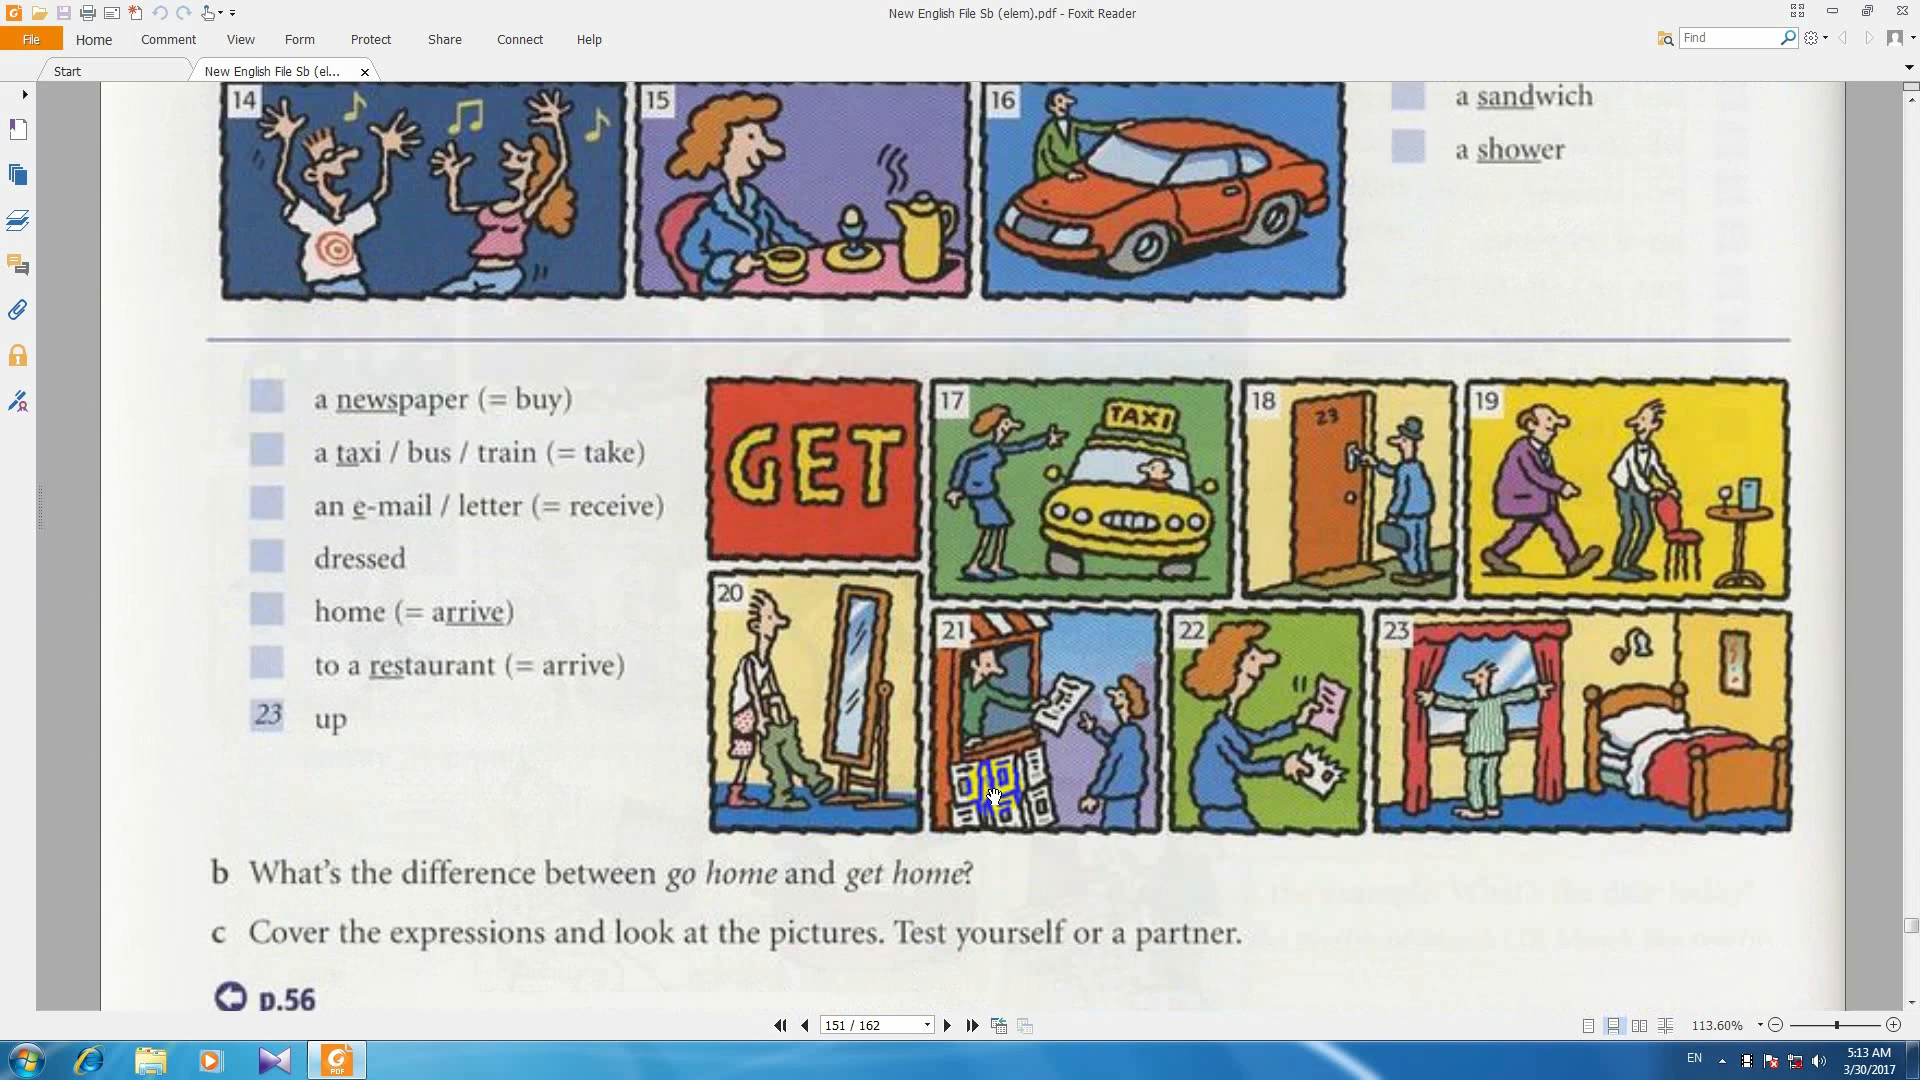 New English File Sb (elem).pdf - Foxit Reader
File Home Comment View Form Protect Share Connect Help
Find
Start
New English File Sb (el...
14 15 16
a sandwich
a shower
a newspaper (= buy)
a taxi / bus / train (= take)
an e-mail / letter (= receive)
dressed
home (= arrive)
to a restaurant (= arrive)
23 up
GET
17
TAXI
18
23
19
20
21
22
23
b What's the difference between go home and get home?
c Cover the expressions and look at the pictures. Test yourself or a partner.
p.56
151 / 162
113.60%
PDF
EN
5:13 AM
3/30/2017